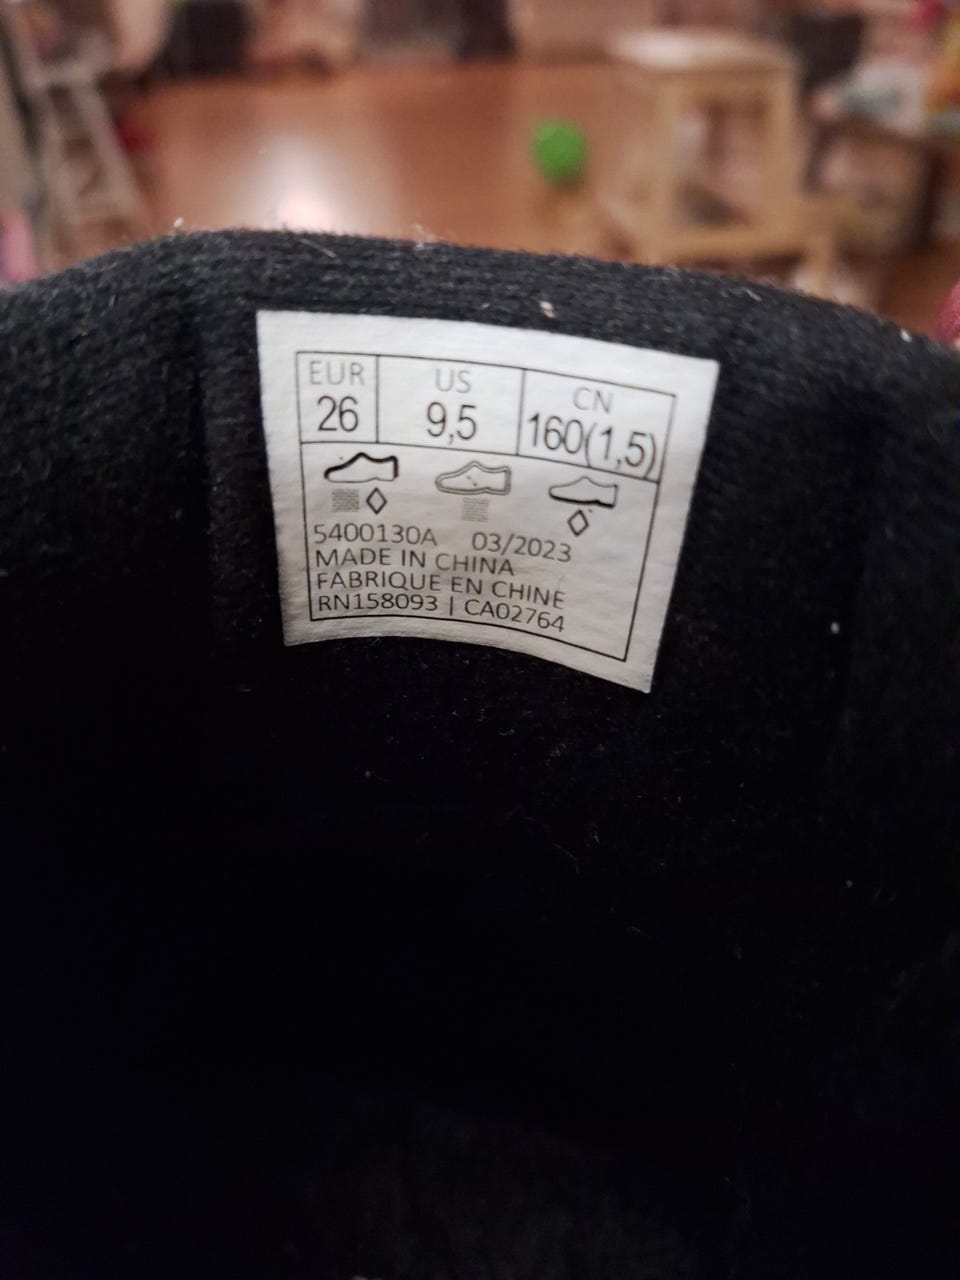 EUR US CN
26 9,5 160(1,5)
5400130A 03/2023
MADE IN CHINA
FABRIQUE EN CHINE
RN158093 | CA02764